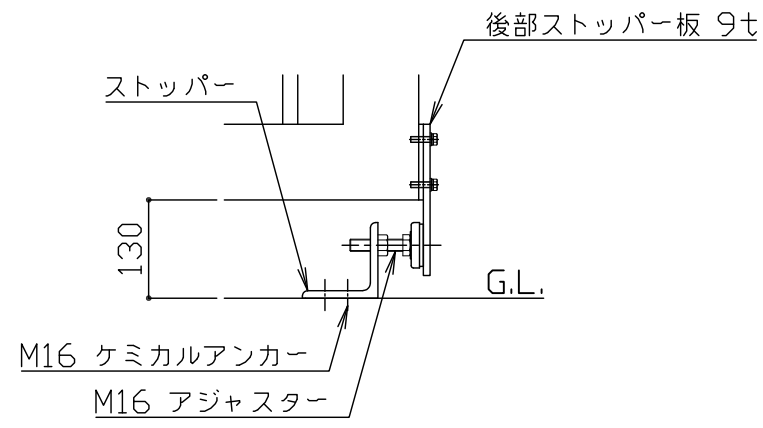 後部ストッパー板 9t
ストッパー
130
G.L.
M16 ケミカルアンカー
M16 アジャスター